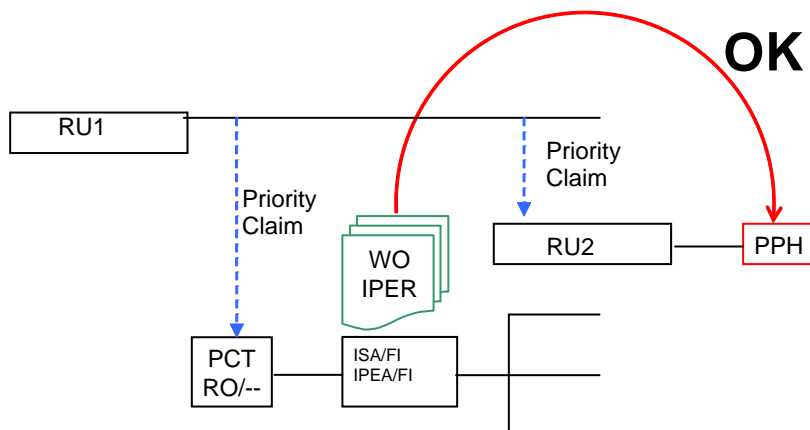 OK
RU1
Priority
Claim
Priority
Claim
WO
IPER
RU2
PPH
PCT
RO/--
ISA/FI
IPEA/FI